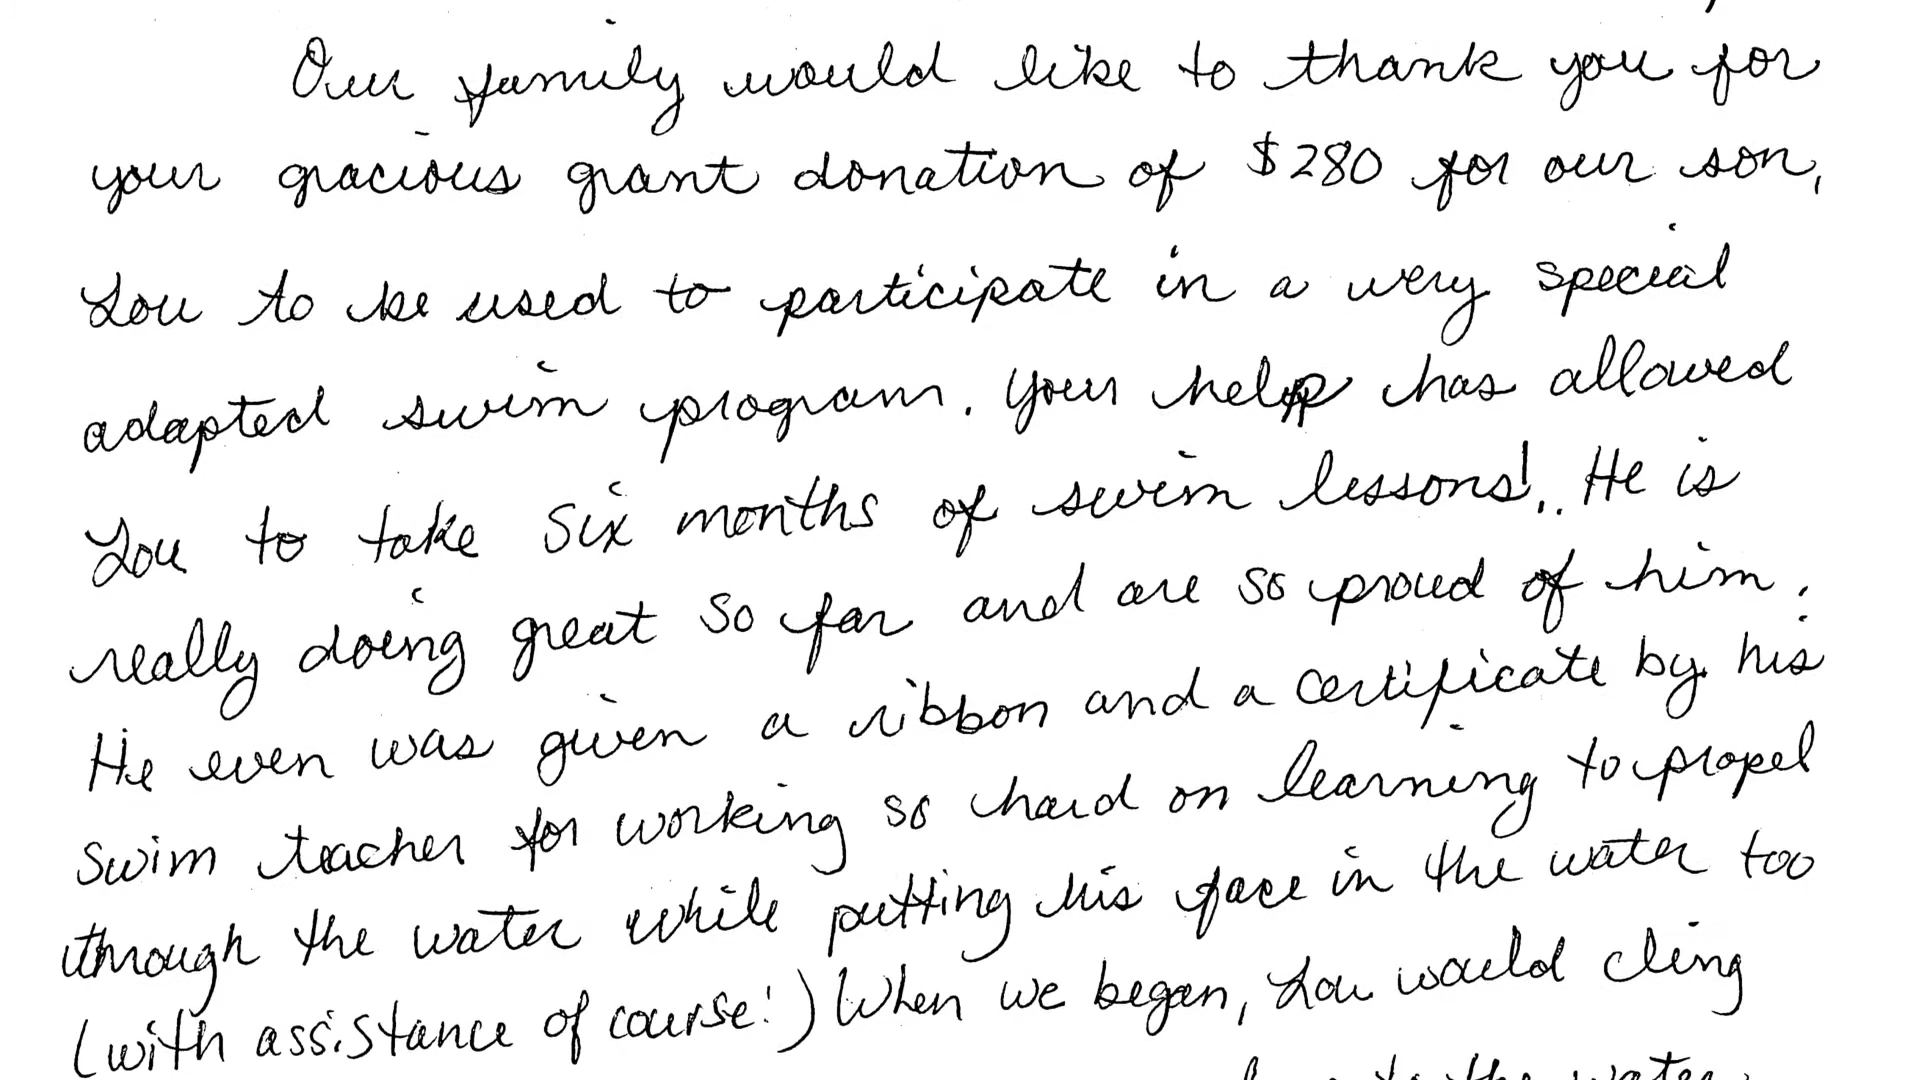 Our family would like to thank you for
your gracious grant donation of $280 for our son,
Lou to be used to participate in a very special
adapted swim program. Your help has allowed
Lou to take six months of swim lessons!. He is
really doing great so far and are so proud of him.
He even was given a ribbon and a certificate by his
swim teacher for working so hard on learning to propel
through the water while putting his face in the water too
(with assistance of course!) When we began, Lou would cling
to the water